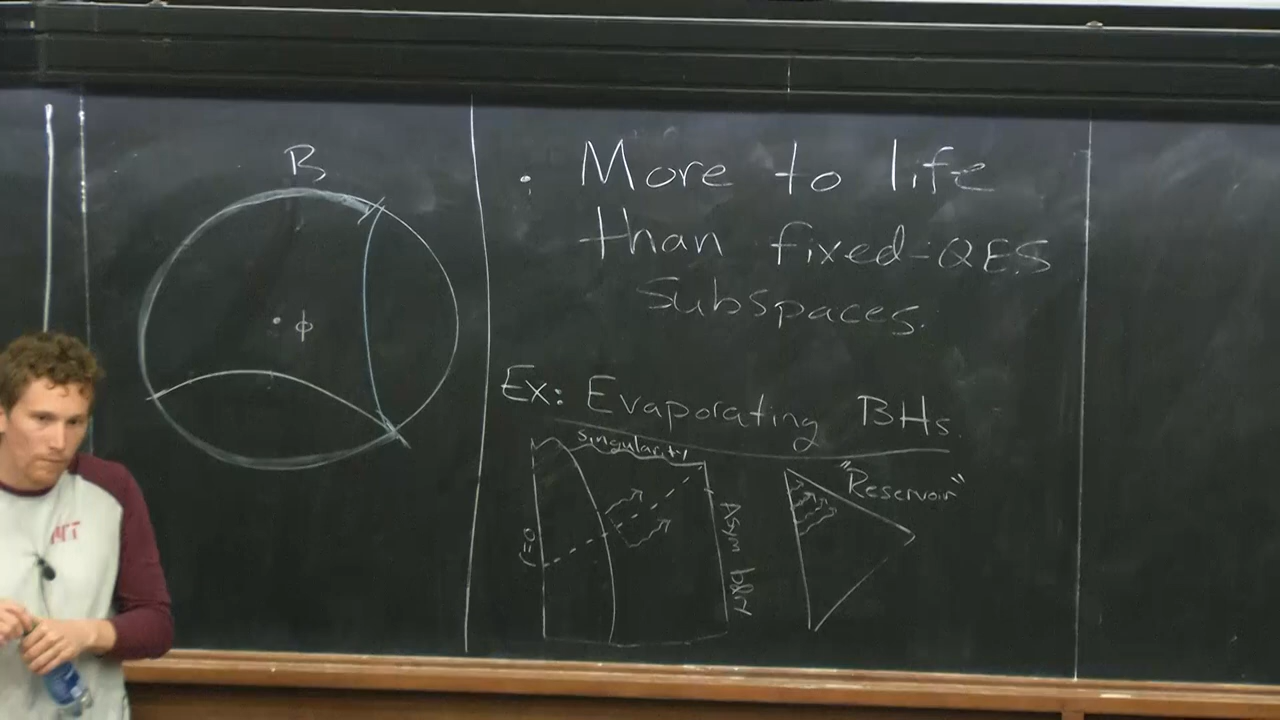 B
φ
· More to life
than fixed-QES
Subspaces.
Ex: Evaporating BHs.
singularity
"Reservoir"
r=0
Asym bdry
MIT